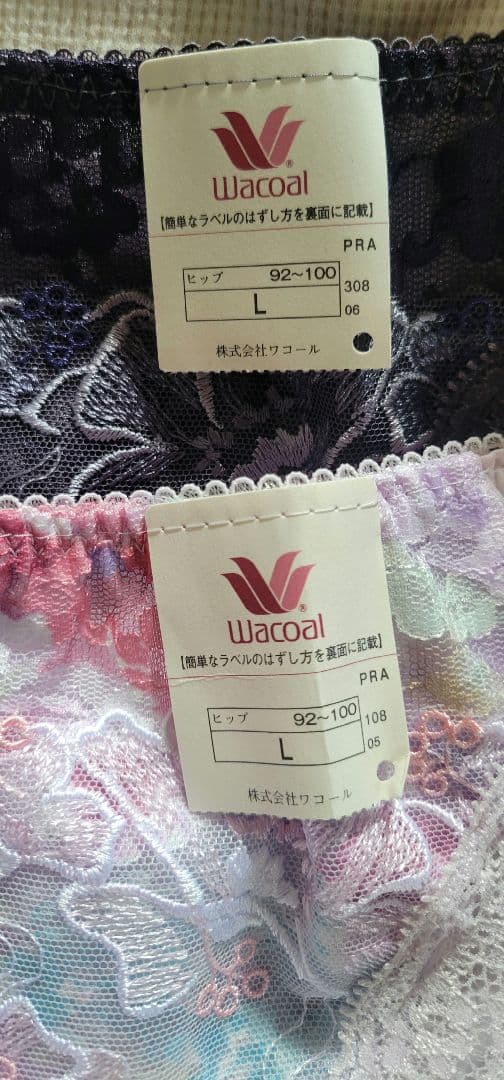 Wacoal®
【簡単なラベルのはずし方を裏面に記載】
PRA
ヒップ 92~100
308
L
06
株式会社ワコール
Wacoal®
【簡単なラベルのはずし方を裏面に記載】
PRA
ヒップ 92~100
108
L
05
株式会社ワコール